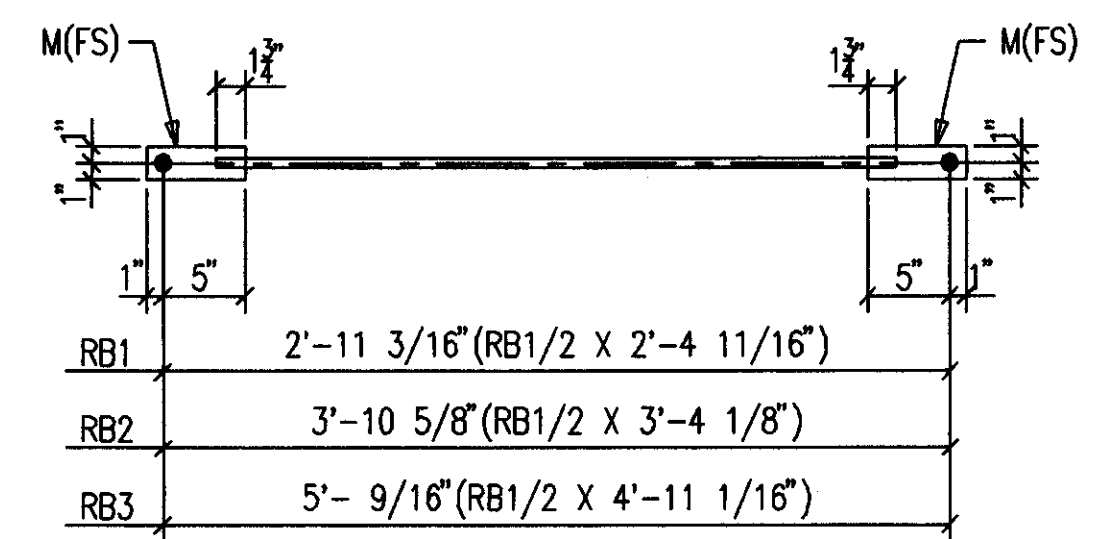 M(FS)
M(FS)
1 3/4"
1 3/4"
1"
1"
1"
1"
1"
5"
5"
1"
RB1
2'-11 3/16"(RB1/2 X 2'-4 11/16")
RB2
3'-10 5/8"(RB1/2 X 3'-4 1/8")
RB3
5'- 9/16"(RB1/2 X 4'-11 1/16")